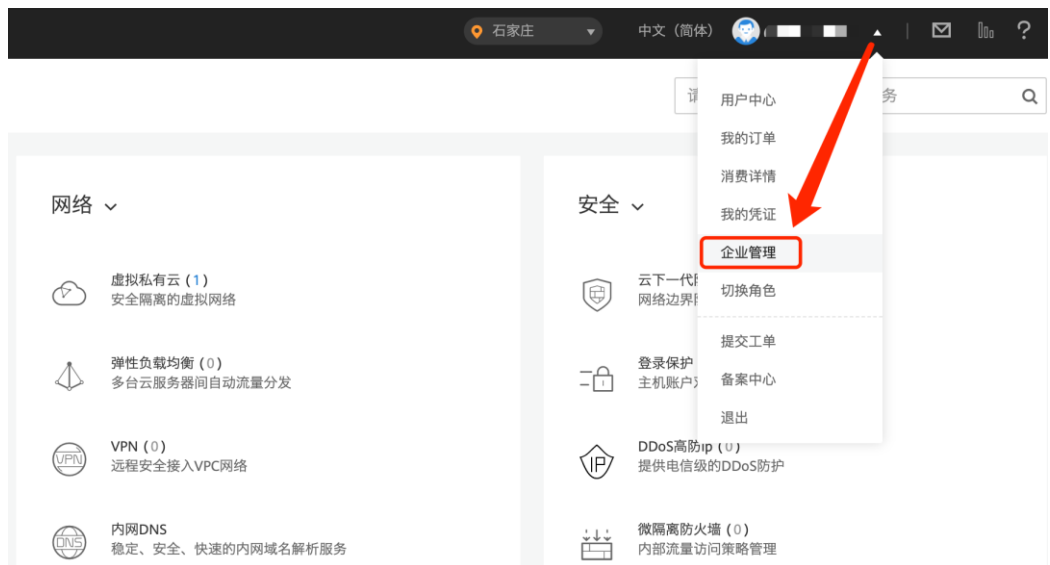 石家庄
中文（简体）
请
务
用户中心
我的订单
消费详情
我的凭证
企业管理
切换角色
提交工单
备案中心
退出
网络
虚拟私有云 (1)
安全隔离的虚拟网络
弹性负载均衡 (0)
多台云服务器间自动流量分发
VPN (0)
远程安全接入VPC网络
内网DNS
稳定、安全、快速的内网域名解析服务
安全
云下一代
网络边界
登录保护
主机账户
DDoS高防ip (0)
提供电信级的DDoS防护
微隔离防火墙 (0)
内部流量访问策略管理
VPN
DNS
IP